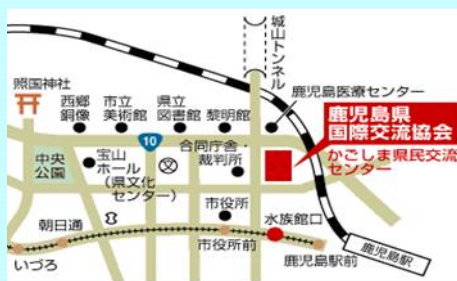 城山トンネル
照国神社
西郷
銅像
市立
美術館
県立
図書館
黎明館
鹿児島医療センター
鹿児島県
国際交流協会
かごしま県民交流
センター
10
中央
公園
宝山
ホール
(県文化
センター)
合同庁舎・
裁判所
市役所
朝日通
市役所前
水族館口
いづろ
鹿児島駅前
鹿児島駅